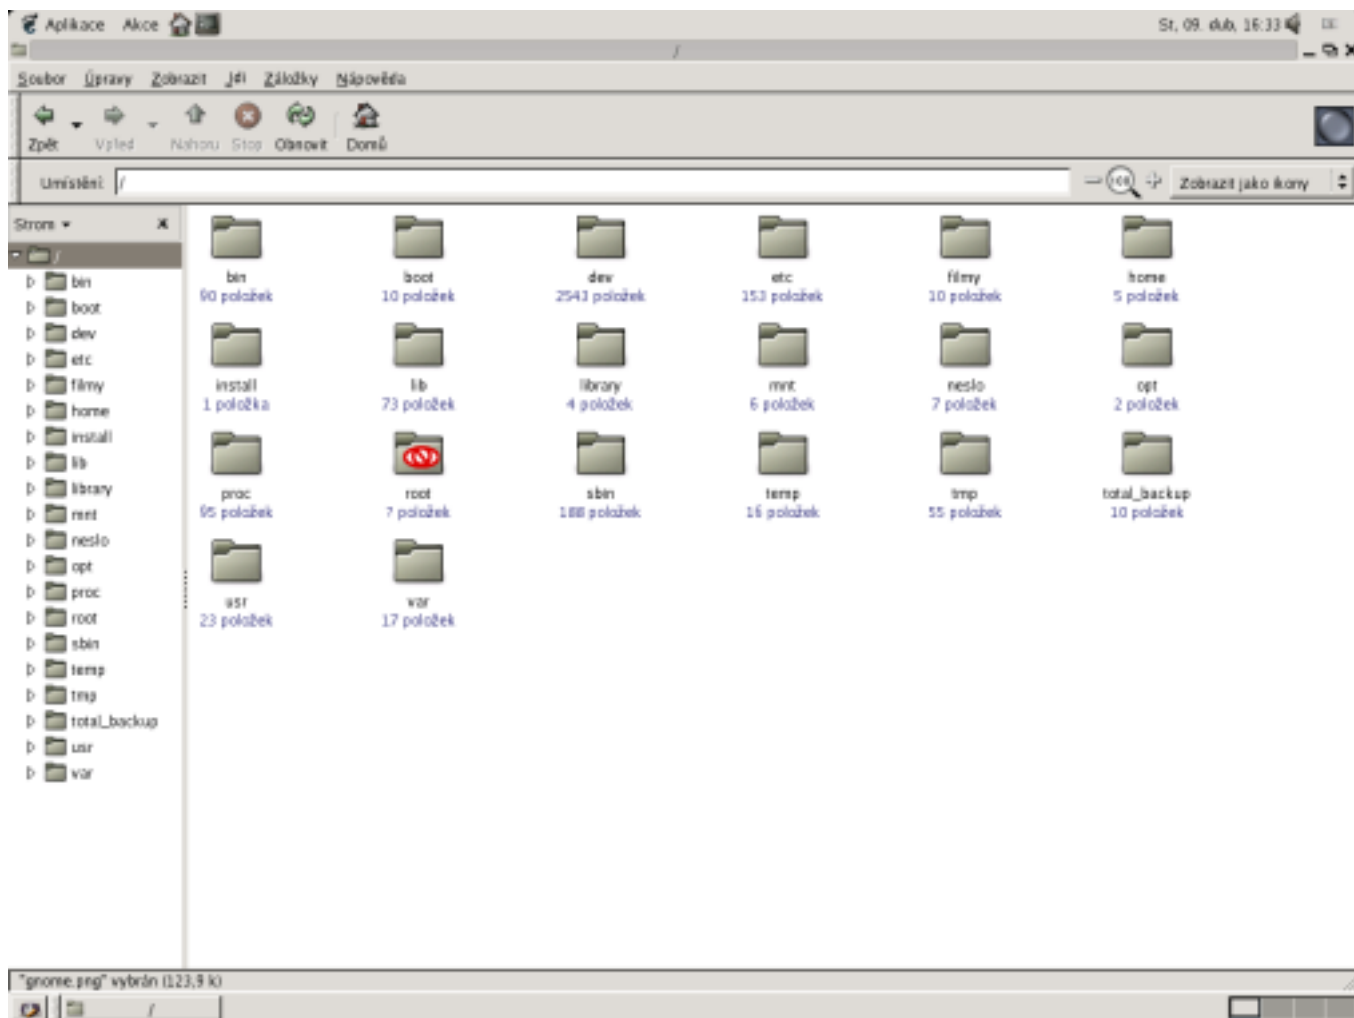 Aplikace Akce St, 09. dub, 16:33
/
Soubor Úpravy Zobrazit Jdi Záložky Nápověda
Zpět Vpřed Nahoru Stop Obnovit Domů
Umístění: / 100 Zobrazit jako ikony
Strom
/
bin
boot
dev
etc
filmy
home
install
lib
library
mnt
neslo
opt
proc
root
sbin
temp
tmp
total_backup
usr
var
bin boot dev etc filmy home
90 položek 10 položek 2543 položek 153 položek 10 položek 5 položek
install lib library mnt neslo opt
1 položka 73 položek 4 položek 6 položek 7 položek 2 položek
proc root sbin temp tmp total_backup
95 položek ? položek 188 položek 16 položek 55 položek 10 položek
usr var
23 položek 17 položek
"gnome.png" vybrán (123,9 k)
/